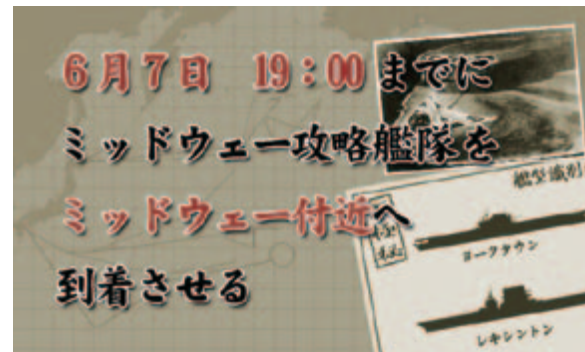 6月7日 19:00までに
ミッドウェー攻略艦隊を
ミッドウェー付近へ
到着させる
艦型識別
ヨークタウン
レキシントン